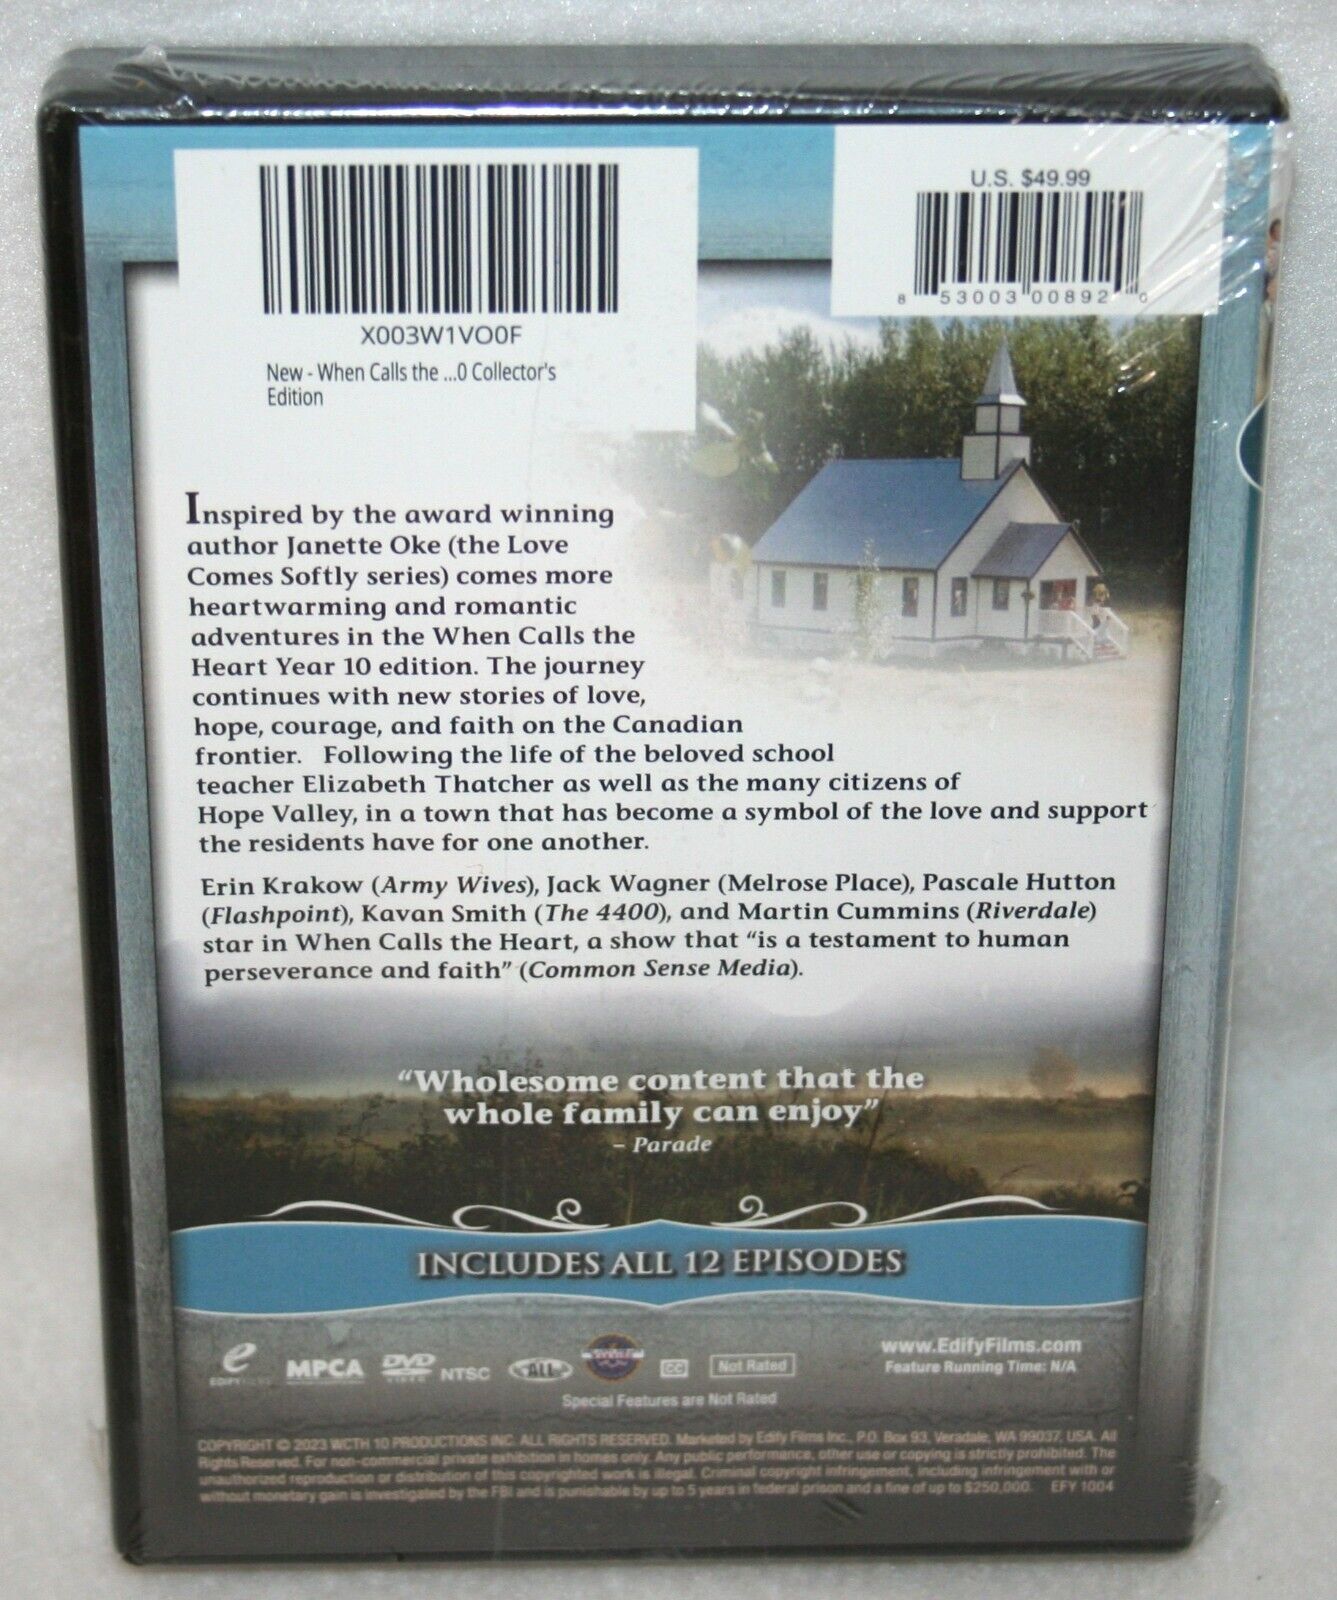 U.S. $49.99
8 53003 00892 6
X003W1VO0F
New - When Calls the ...0 Collector's
Edition
Inspired by the award winning
author Janette Oke (the Love
Comes Softly series) comes more
heartwarming and romantic
adventures in the When Calls the
Heart Year 10 edition. The journey
continues with new stories of love,
hope, courage, and faith on the Canadian
frontier. Following the life of the beloved school
teacher Elizabeth Thatcher as well as the many citizens of
Hope Valley, in a town that has become a symbol of the love and support
the residents have for one another.
Erin Krakow (Army Wives), Jack Wagner (Melrose Place), Pascale Hutton
(Flashpoint), Kavan Smith (The 4400), and Martin Cummins (Riverdale)
star in When Calls the Heart, a show that “is a testament to human
perseverance and faith” (Common Sense Media).
“Wholesome content that the
whole family can enjoy”
– Parade
INCLUDES ALL 12 EPISODES
e
EDIFYFILMS
MPCA
DVD
VIDEO
NTSC
ALL
CC
Not Rated
www.EdifyFilms.com
Feature Running Time: N/A
Special Features are Not Rated
COPYRIGHT © 2023 WCTH 10 PRODUCTIONS INC. ALL RIGHTS RESERVED. Marketed by Edify Films Inc., P.O. Box 93, Veradale, WA 99037, USA. All
Rights Reserved. For non-commercial private exhibition in homes only. Any public performance, other use or copying is strictly prohibited. The
unauthorized reproduction or distribution of this copyrighted work is illegal. Criminal copyright infringement, including infringement with or
without monetary gain is investigated by the FBI and is punishable by up to 5 years in federal prison and a fine of up to $250,000. EFY 1004